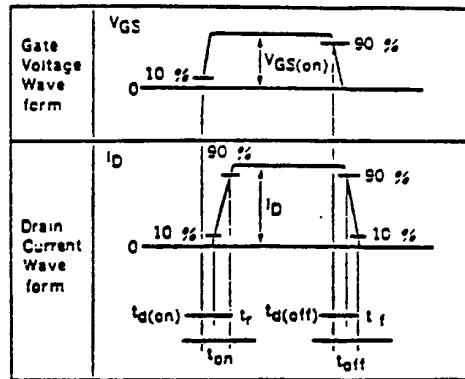 Gate
Voltage
Wave
form
VGS
10 %
90 %
VGS(on)
0
Drain
Current
Wave
form
ID
90 %
90 %
ID
10 %
10 %
0
td(on)
tr
td(off)
tf
ton
toff